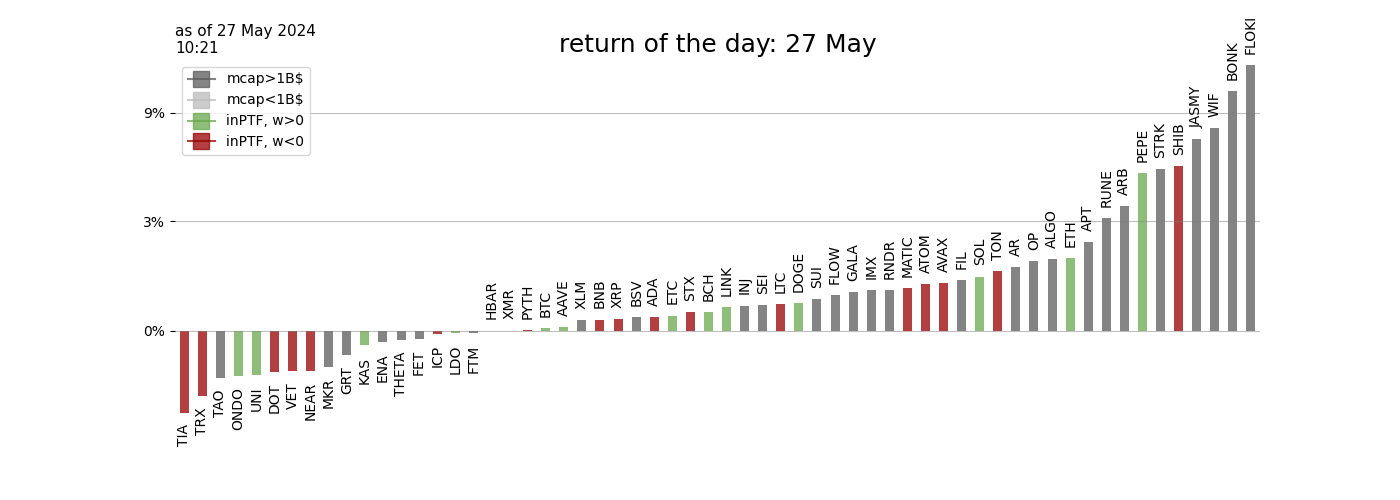 as of 27 May 2024
10:21
return of the day: 27 May
mcap>1B$
mcap<1B$
inPTF, w>0
inPTF, w<0
9%
3%
0%
TIA
TRX
TAO
ONDO
UNI
DOT
VET
NEAR
MKR
GRT
KAS
ENA
THETA
FET
ICP
LDO
FTM
HBAR
XMR
PYTH
BTC
AAVE
XLM
BNB
XRP
BSV
ADA
ETC
STX
BCH
LINK
INJ
SEI
LTC
DOGE
SUI
FLOW
GALA
IMX
RNDR
MATIC
ATOM
AVAX
FIL
SOL
TON
AR
OP
ALGO
ETH
APT
RUNE
ARB
PEPE
STRK
SHIB
JASMY
WIF
BONK
FLOKI